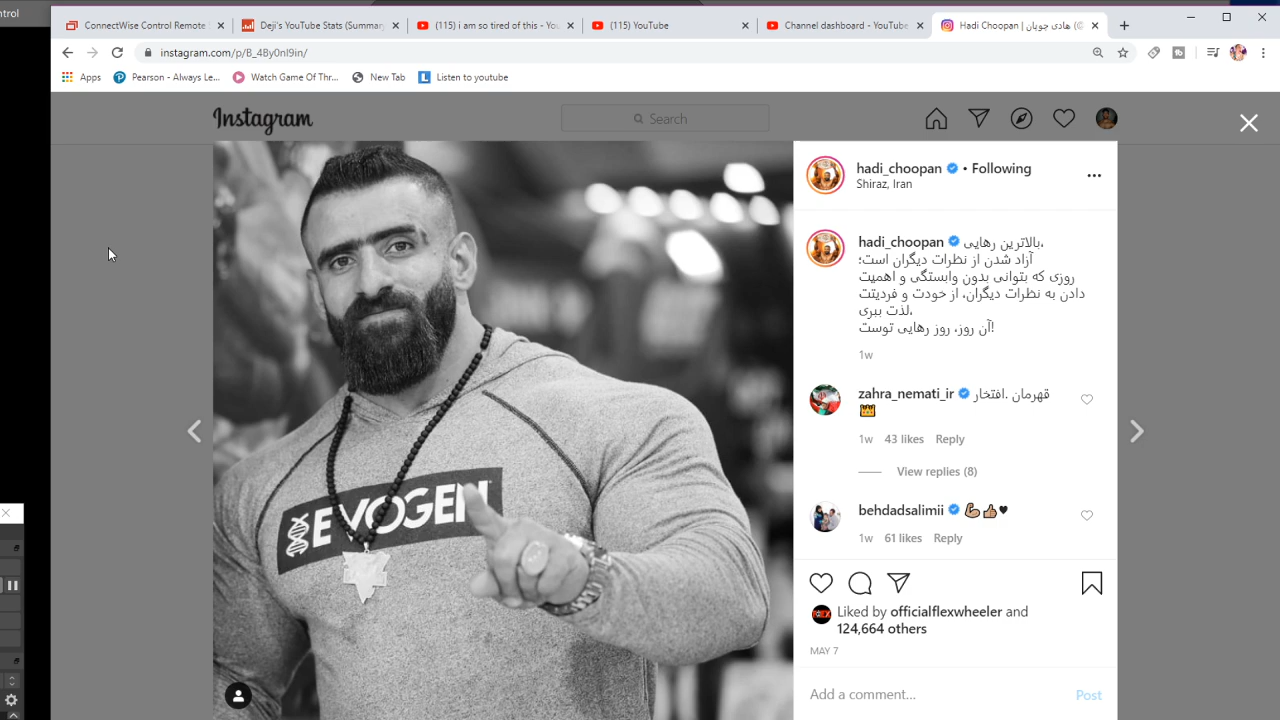 ntrol
ConnectWise Control Remote S
Deji's YouTube Stats (Summary
(115) i am so tired of this - You
(115) YouTube
Channel dashboard - YouTube
Hadi Choopan | هادی چوپان (@
instagram.com/p/B_4By0nI9in/
Apps
Pearson - Always Le...
Watch Game Of Thr...
New Tab
Listen to youtube
Instagram
Search
hadi_choopan • Following
Shiraz, Iran
hadi_choopan بالاترین رهایی،
آزاد شدن از نظرات دیگران است؛
روزی که بتوانی بدون وابستگی و اهمیت
دادن به نظرات دیگران، از خودت و فردیتت
لذت ببری،
آن روز، روز رهایی توست!
1w
zahra_nemati_ir قهرمان .افتخار
👑
1w 43 likes Reply
View replies (8)
behdadsalimii 💪🏼👍🏼♥
1w 61 likes Reply
Liked by officialflexwheeler and
124,664 others
MAY 7
Add a comment... Post
EVOGEN